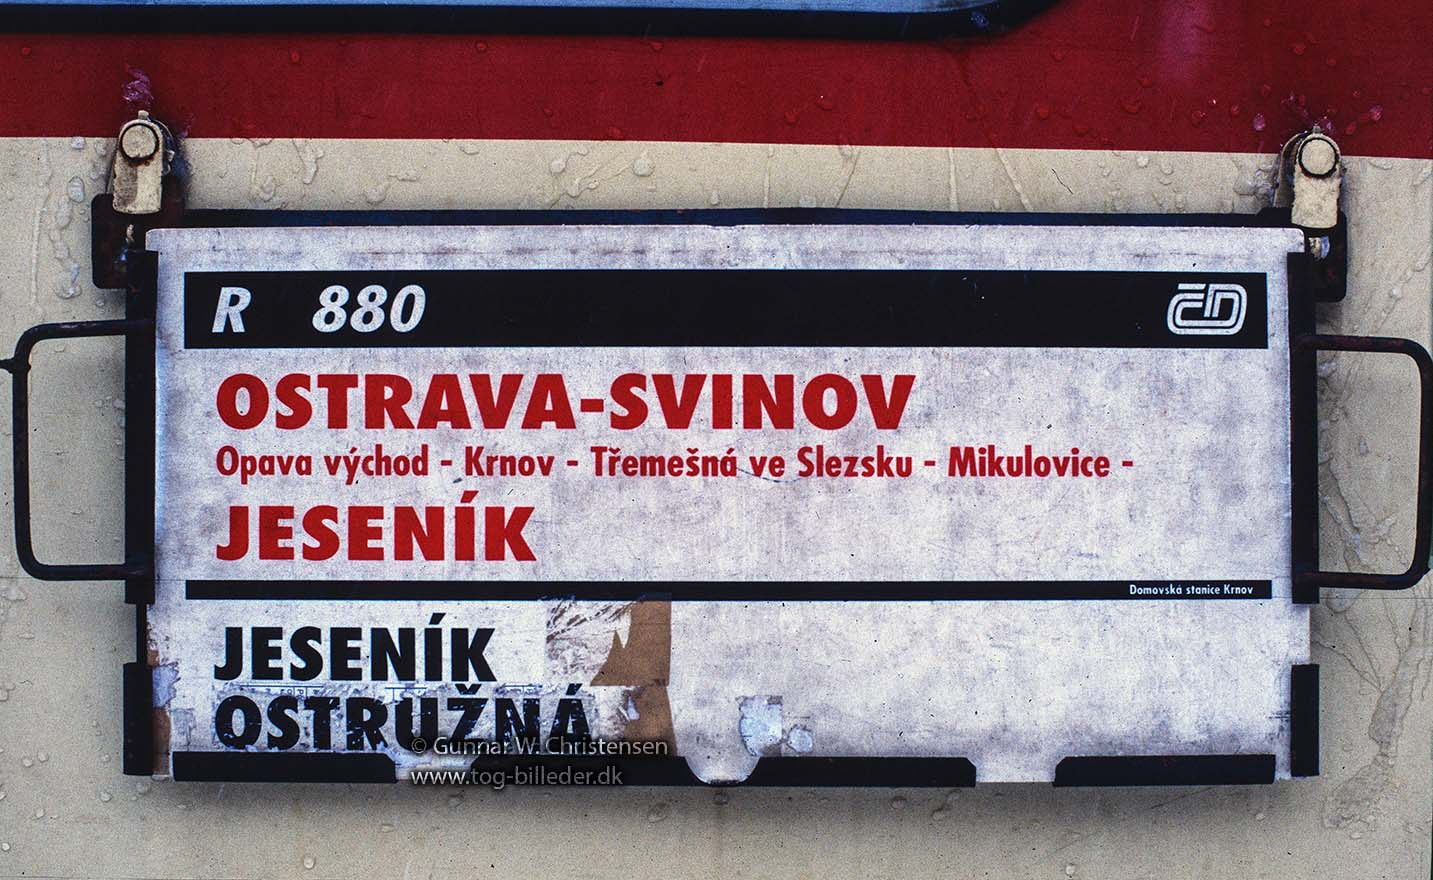 R 880 ČD
OSTRAVA-SVINOV
Opava východ - Krnov - Třemešná ve Slezsku - Mikulovice -
JESENÍK
Domovská stanice Krnov
JESENÍK
OSTRUŽNÁ
© Gunnar W. Christensen
www.tog-billeder.dk